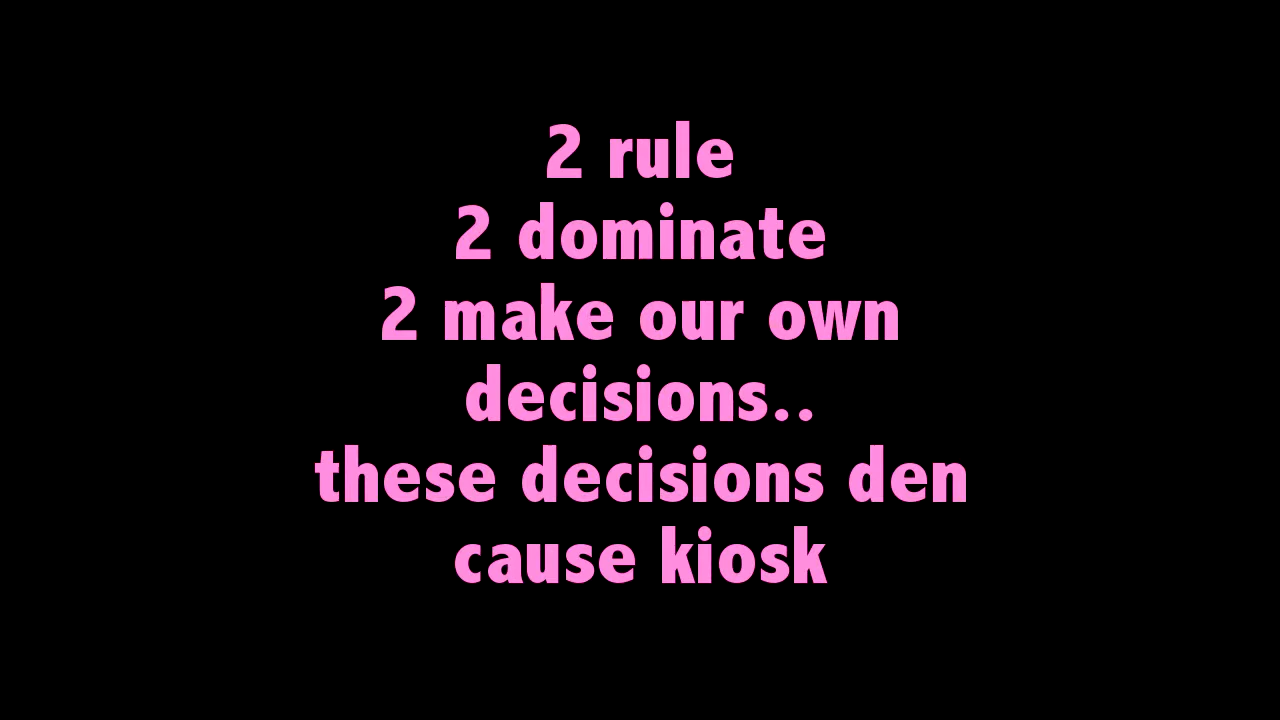 2 rule
2 dominate
2 make our own
decisions..
these decisions den
cause kiosk